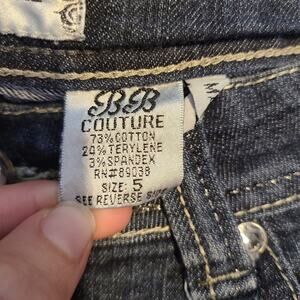 BB
COUTURE
73% COTTON
24% TERYLENE
3% SPANDEX
RN#89038
SIZE: 5
SEE REVERSE